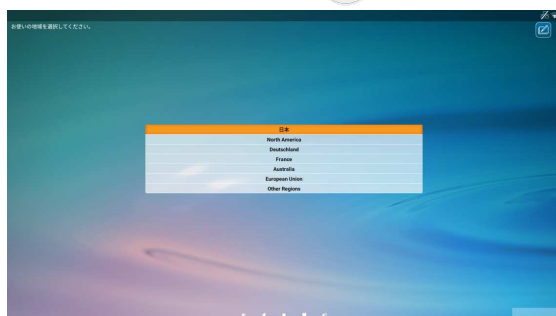 お使いの地域を選択してください。
日本
North America
Deutschland
France
Australia
European Union
Other Regions